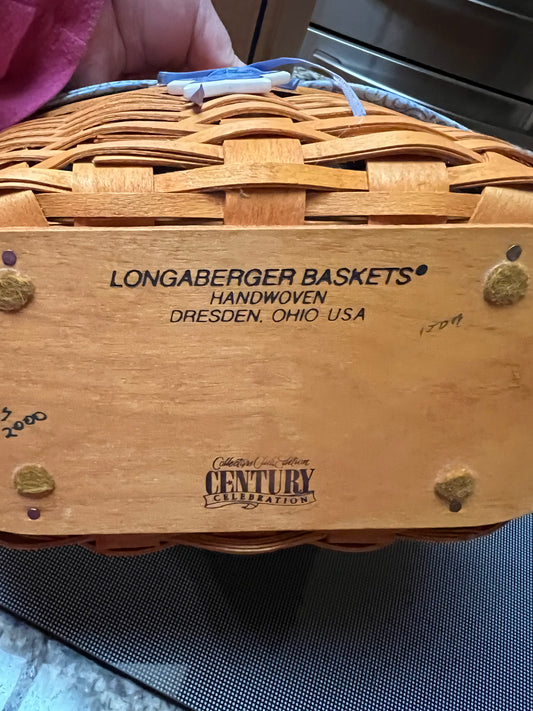 LONGABERGER BASKETS®
HANDWOVEN
DRESDEN, OHIO USA
2000
Collectors Club Edition
CENTURY
CELEBRATION